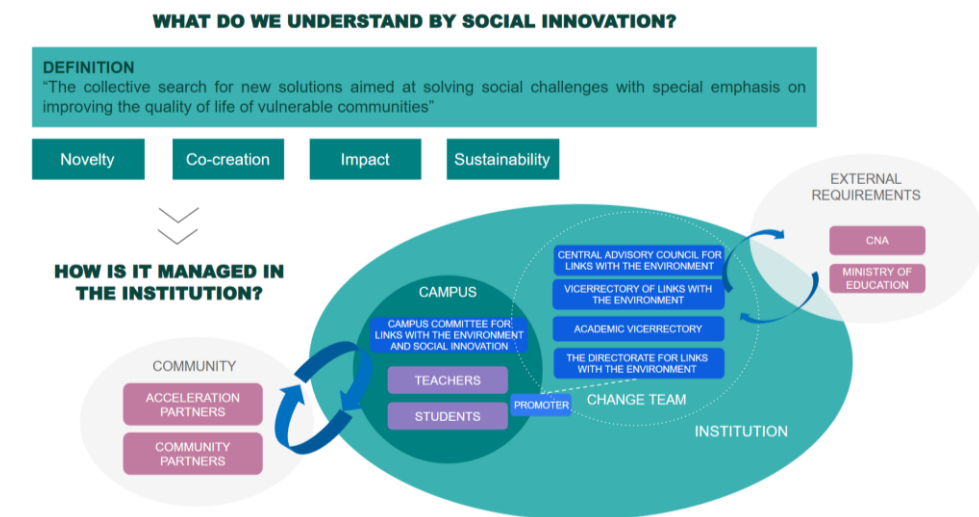 WHAT DO WE UNDERSTAND BY SOCIAL INNOVATION?
DEFINITION
“The collective search for new solutions aimed at solving social challenges with special emphasis on
improving the quality of life of vulnerable communities”
Novelty
Co-creation
Impact
Sustainability
HOW IS IT MANAGED IN
THE INSTITUTION?
COMMUNITY
ACCELERATION
PARTNERS
COMMUNITY
PARTNERS
CAMPUS
CAMPUS COMMITTEE FOR
LINKS WITH THE ENVIRONMENT
AND SOCIAL INNOVATION
TEACHERS
STUDENTS
PROMOTER
CENTRAL ADVISORY COUNCIL FOR
LINKS WITH THE ENVIRONMENT
VICERRECTORY OF LINKS WITH
THE ENVIRONMENT
ACADEMIC VICERRECTORY
THE DIRECTORATE FOR LINKS
WITH THE ENVIRONMENT
CHANGE TEAM
INSTITUTION
EXTERNAL
REQUIREMENTS
CNA
MINISTRY OF
EDUCATION